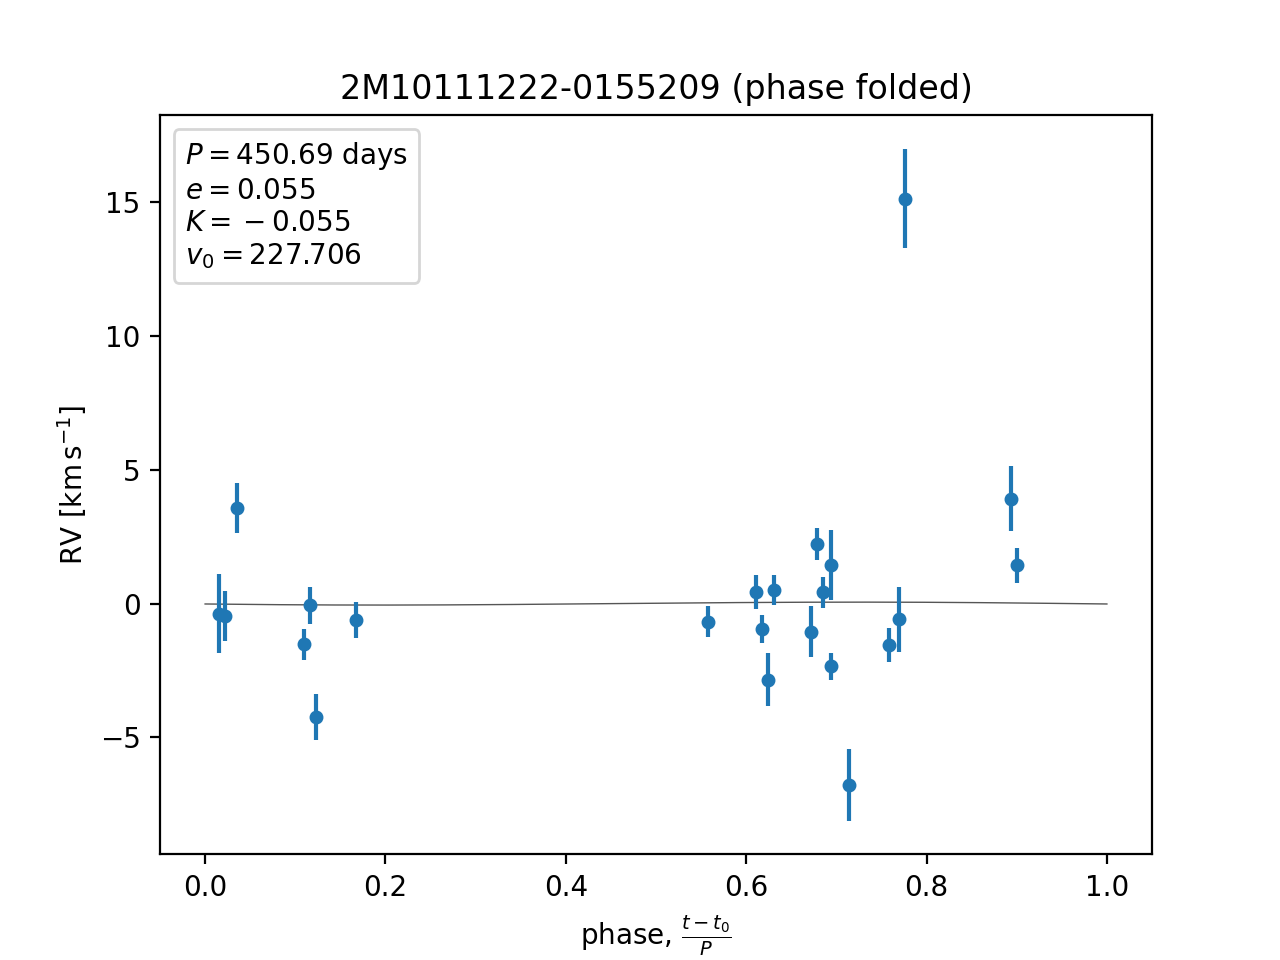 2M10111222-0155209 (phase folded)
P = 450.69 days
e = 0.055
K = −0.055
v₀ = 227.706
15
10
5
0
−5
RV [km s⁻¹]
0.0 0.2 0.4 0.6 0.8 1.0
phase, (t − t₀)/P